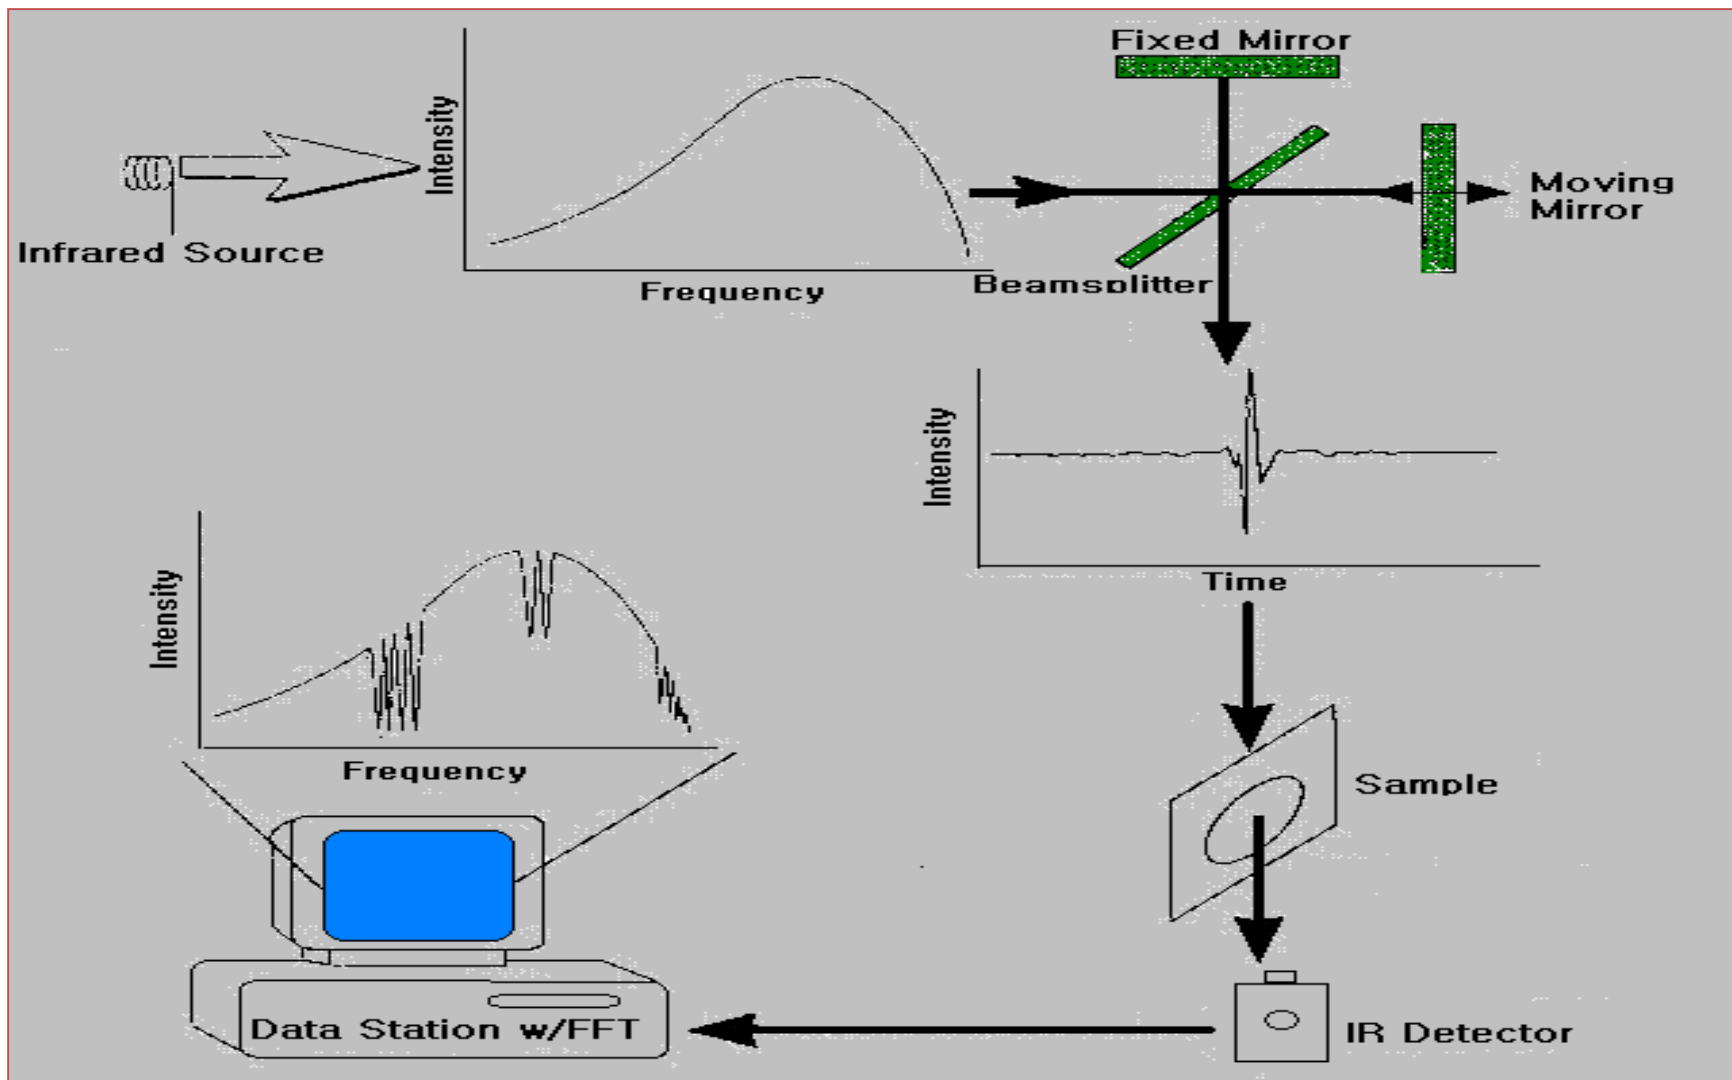 Fixed Mirror
Intensity
Infrared Source
Moving
Mirror
Frequency
Beamsplitter
Intensity
Time
Intensity
Frequency
Sample
Data Station w/FFT
IR Detector